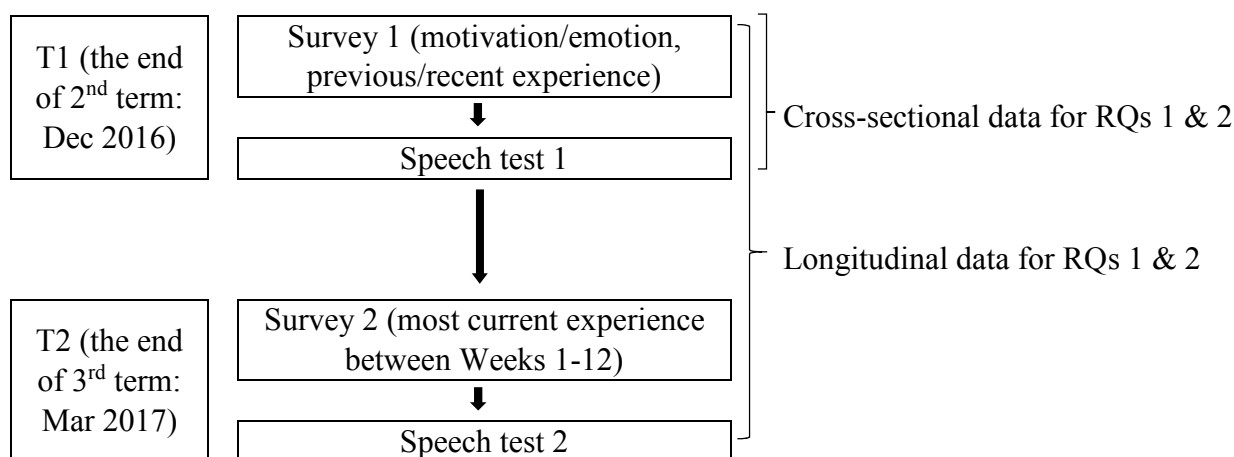 T1 (the end
of 2nd term:
Dec 2016)
Survey 1 (motivation/emotion,
previous/recent experience)
Speech test 1
Cross-sectional data for RQs 1 & 2
Longitudinal data for RQs 1 & 2
T2 (the end
of 3rd term:
Mar 2017)
Survey 2 (most current experience
between Weeks 1-12)
Speech test 2